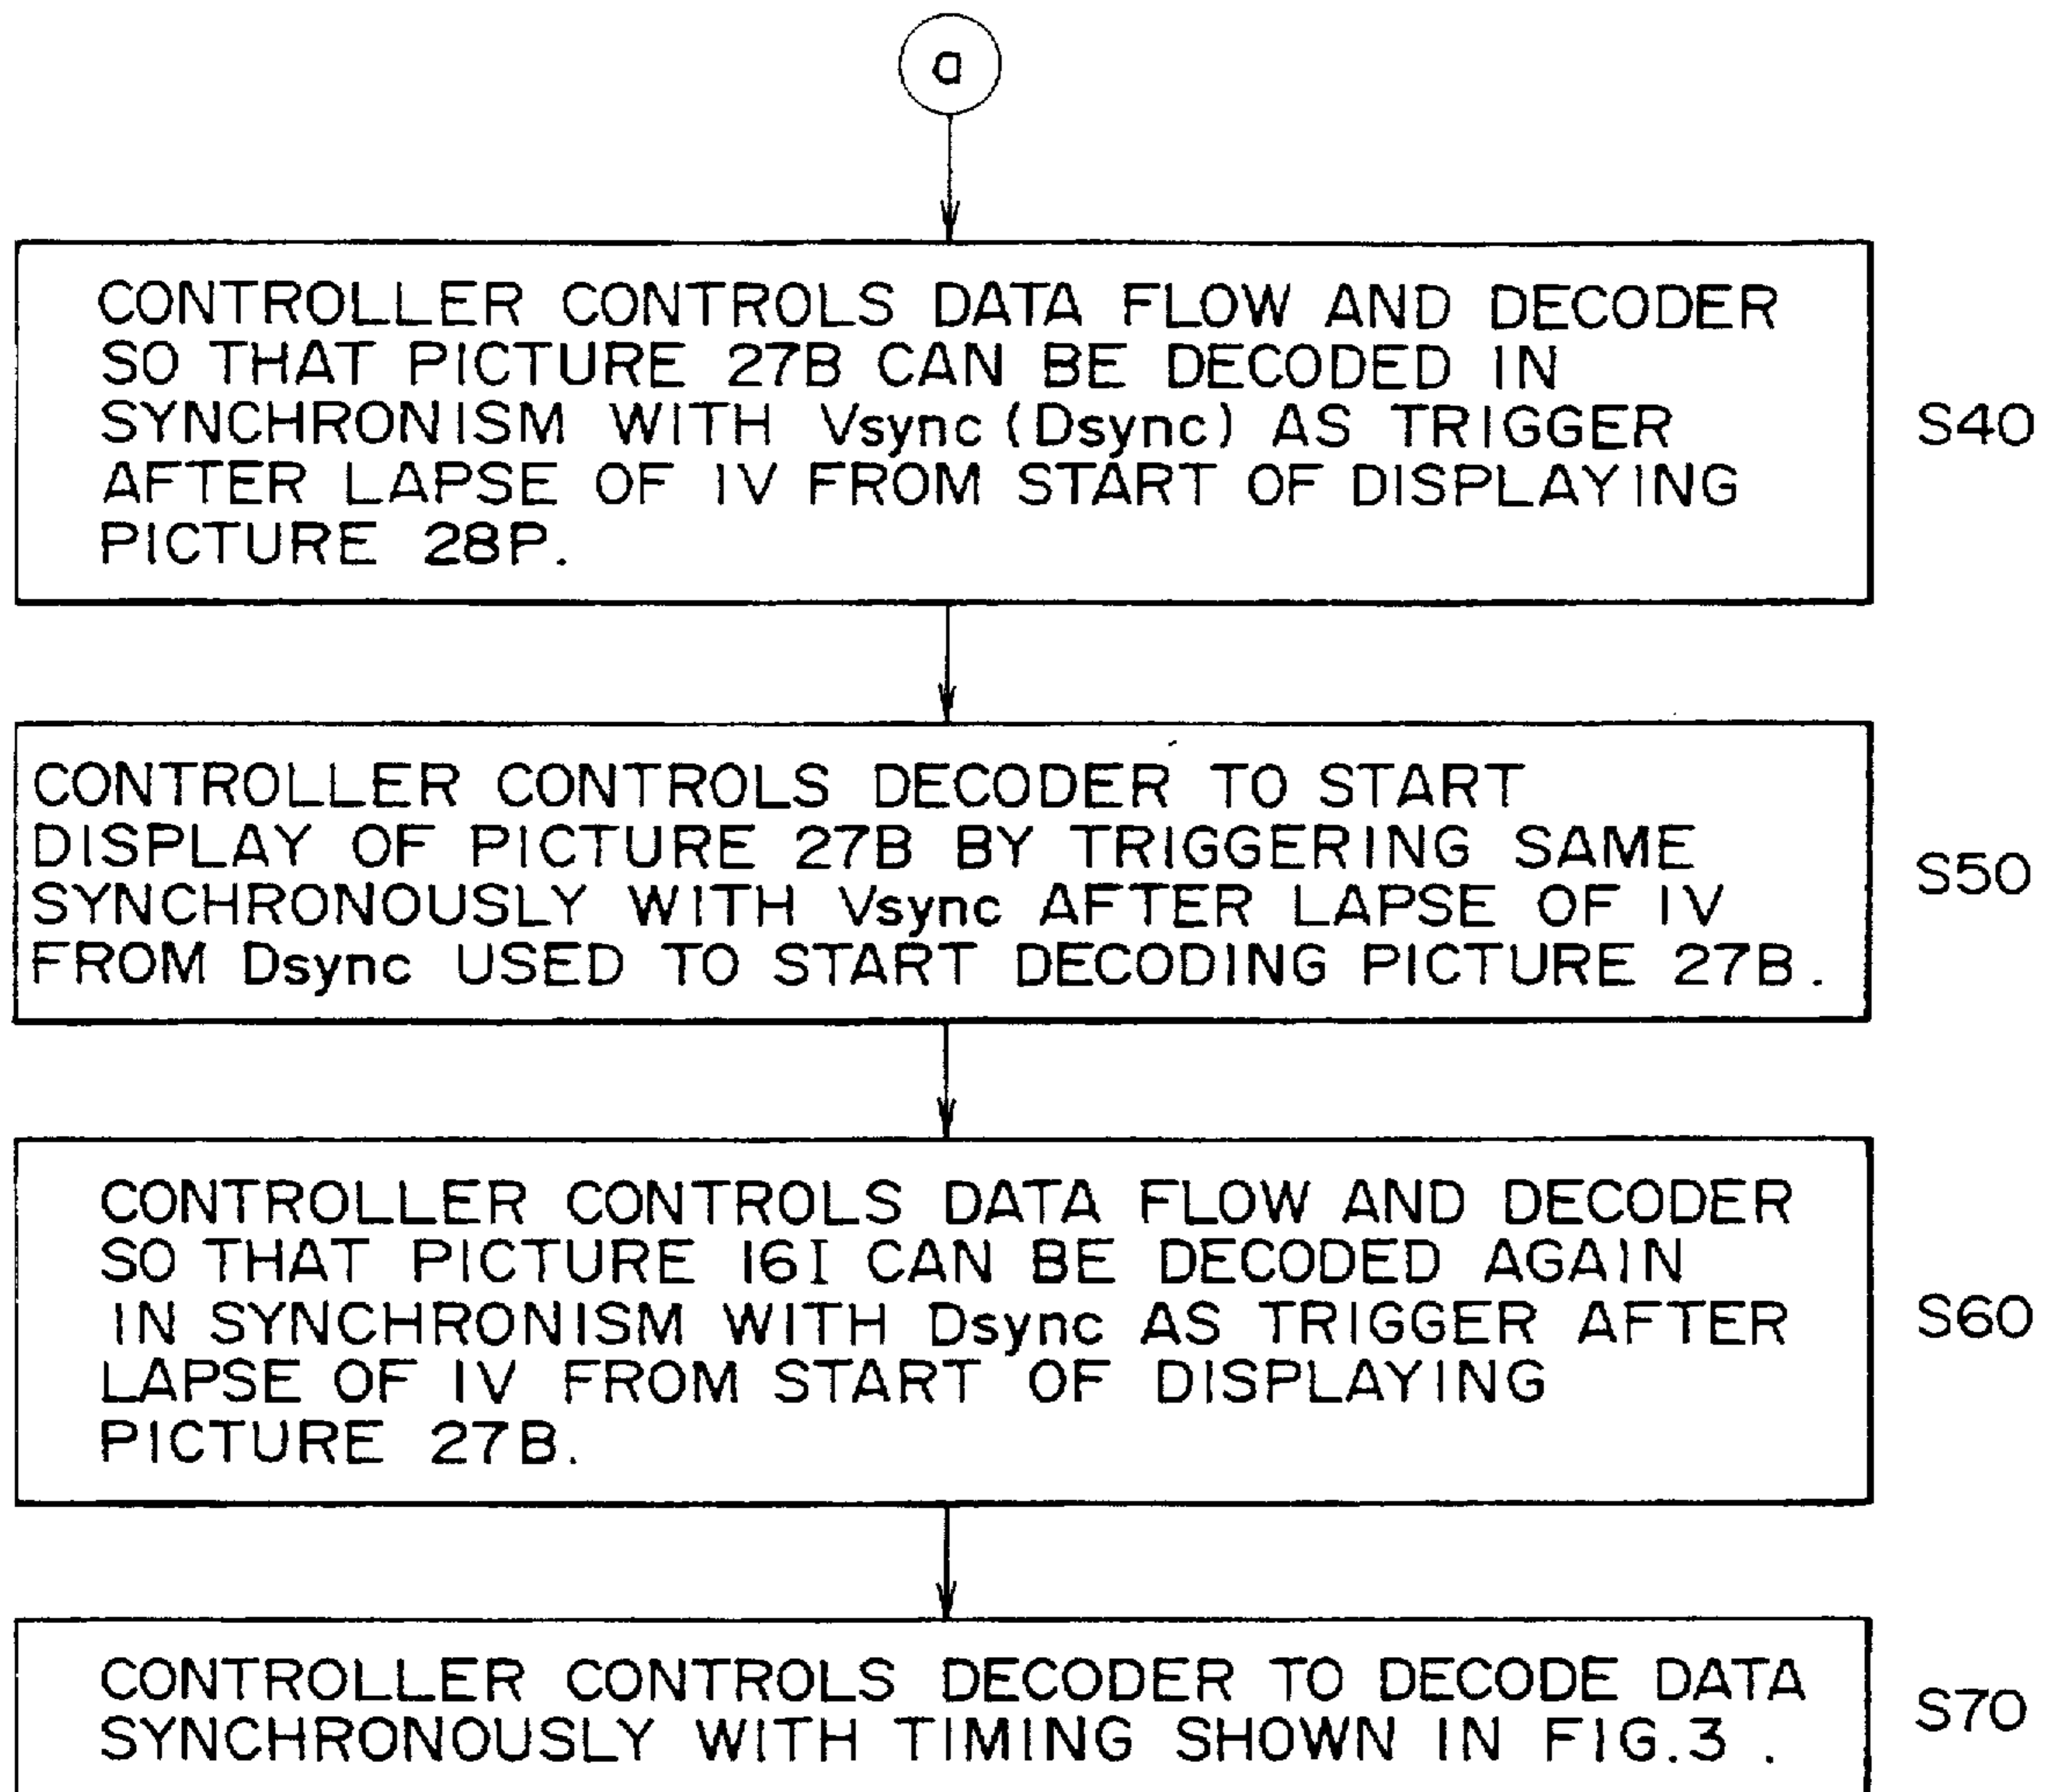 a
CONTROLLER CONTROLS DATA FLOW AND DECODER
SO THAT PICTURE 27B CAN BE DECODED IN
SYNCHRONISM WITH Vsync (Dsync) AS TRIGGER
AFTER LAPSE OF 1V FROM START OF DISPLAYING
PICTURE 28P.
S40
CONTROLLER CONTROLS DECODER TO START
DISPLAY OF PICTURE 27B BY TRIGGERING SAME
SYNCHRONOUSLY WITH Vsync AFTER LAPSE OF 1V
FROM Dsync USED TO START DECODING PICTURE 27B.
S50
CONTROLLER CONTROLS DATA FLOW AND DECODER
SO THAT PICTURE 16I CAN BE DECODED AGAIN
IN SYNCHRONISM WITH Dsync AS TRIGGER AFTER
LAPSE OF 1V FROM START OF DISPLAYING
PICTURE 27B.
S60
CONTROLLER CONTROLS DECODER TO DECODE DATA
SYNCHRONOUSLY WITH TIMING SHOWN IN FIG.3 .
S70